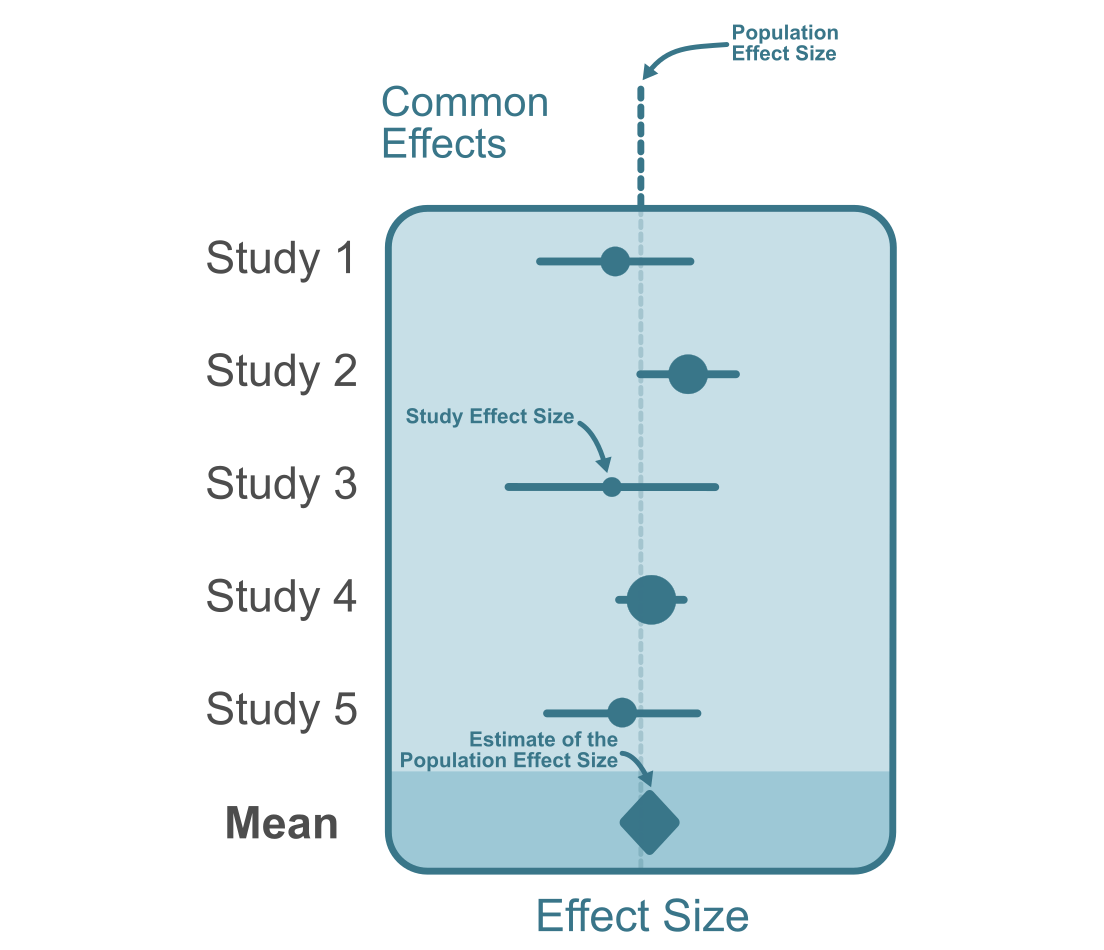 Population
Effect Size
Common
Effects
Study 1
Study 2
Study Effect Size
Study 3
Study 4
Study 5
Estimate of the
Population Effect Size
Mean
Effect Size